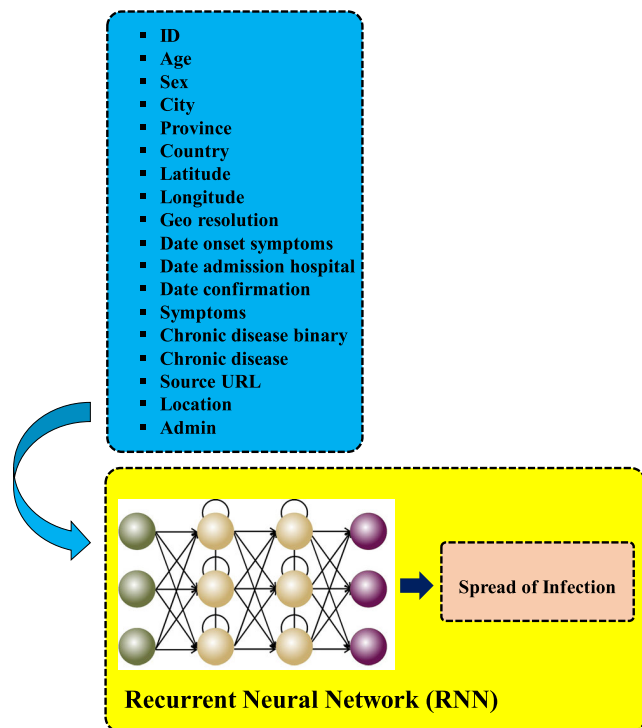 ▪ ID
▪ Age
▪ Sex
▪ City
▪ Province
▪ Country
▪ Latitude
▪ Longitude
▪ Geo resolution
▪ Date onset symptoms
▪ Date admission hospital
▪ Date confirmation
▪ Symptoms
▪ Chronic disease binary
▪ Chronic disease
▪ Source URL
▪ Location
▪ Admin
Spread of Infection
Recurrent Neural Network (RNN)